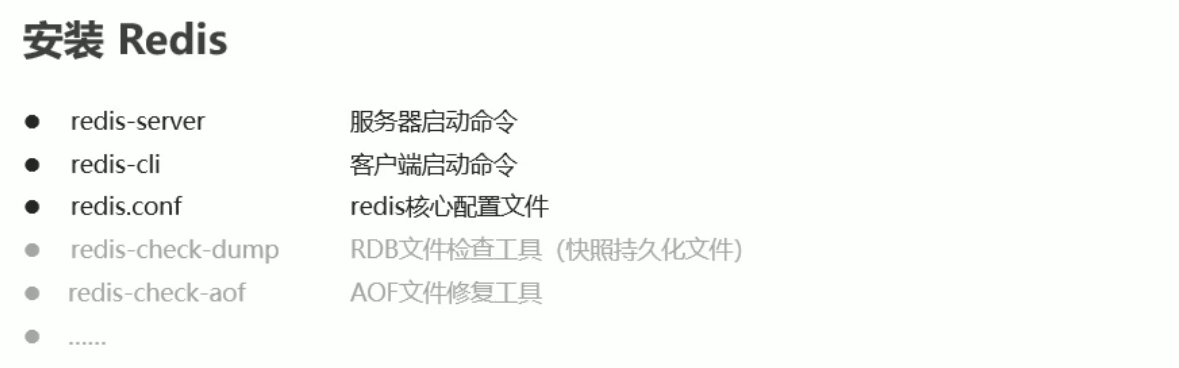 安装 Redis
● redis-server 服务器启动命令
● redis-cli 客户端启动命令
● redis.conf redis核心配置文件
● redis-check-dump RDB文件检查工具（快照持久化文件）
● redis-check-aof AOF文件修复工具
● ......